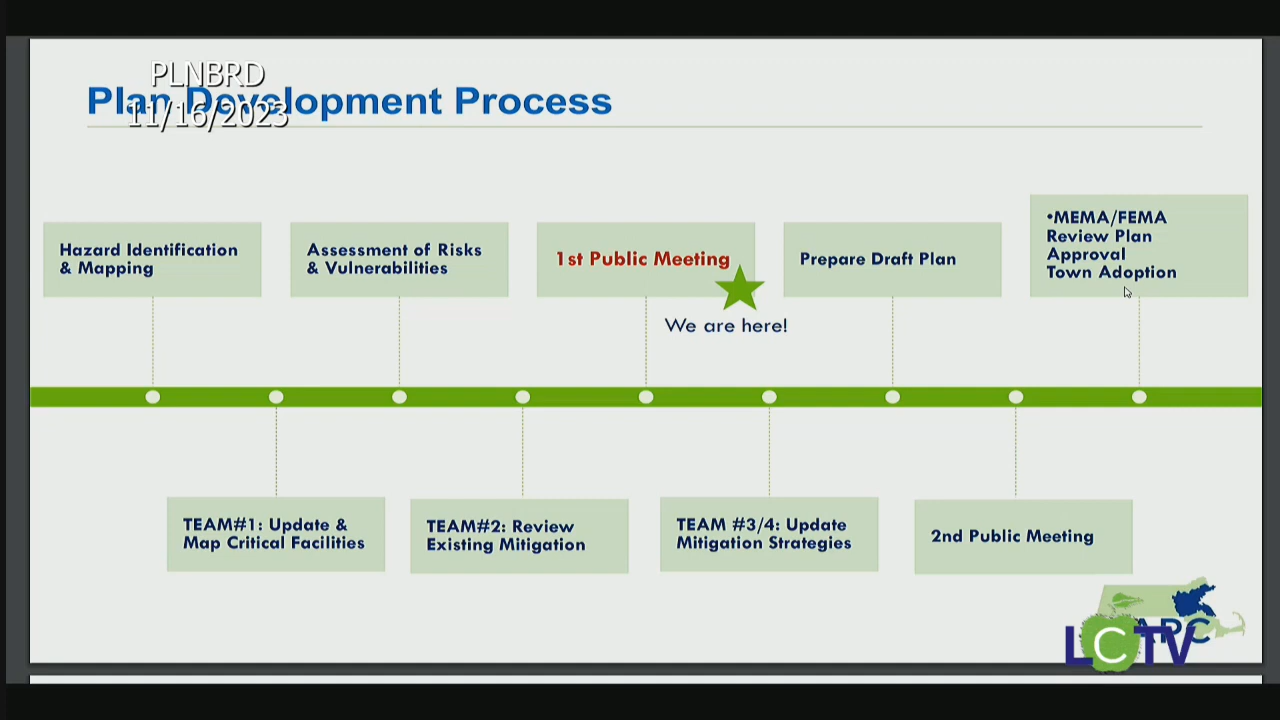 PLNBRD
11/16/2023
Plan Development Process
Hazard Identification
& Mapping
Assessment of Risks
& Vulnerabilities
1st Public Meeting
We are here!
Prepare Draft Plan
•MEMA/FEMA
Review Plan
Approval
Town Adoption
TEAM#1: Update &
Map Critical Facilities
TEAM#2: Review
Existing Mitigation
TEAM #3/4: Update
Mitigation Strategies
2nd Public Meeting
LCTV